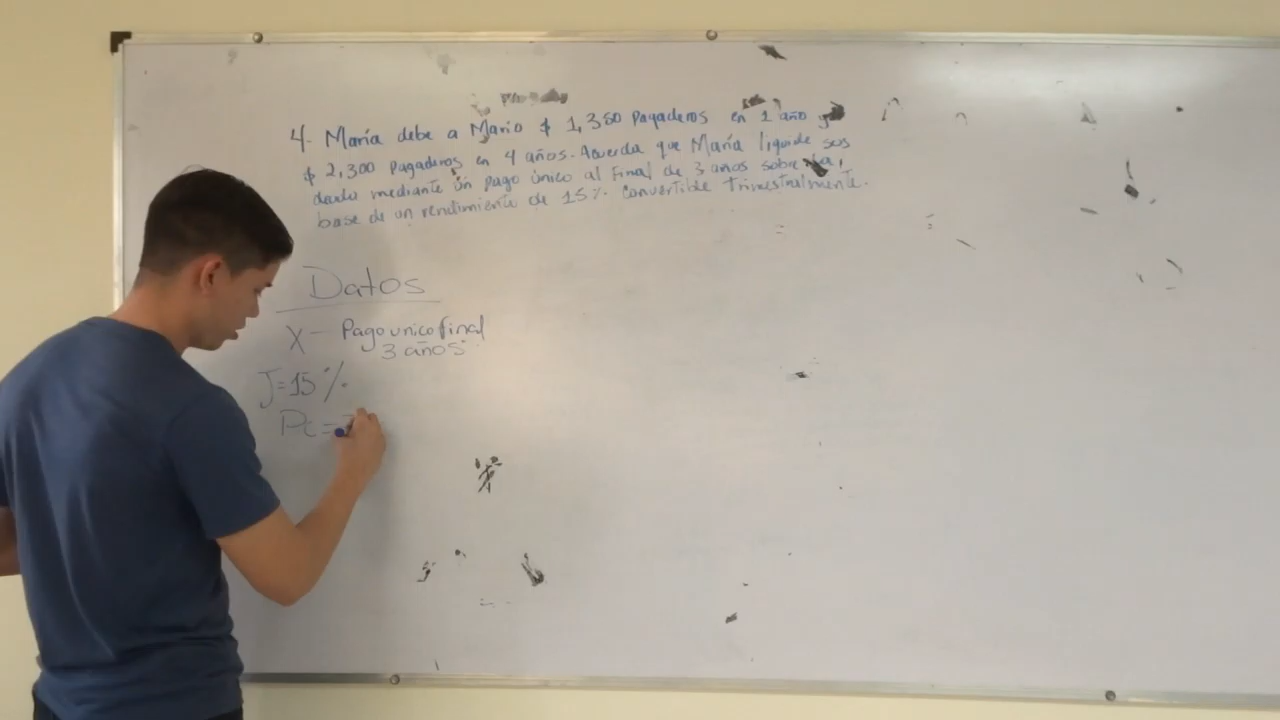 4. María debe a Mario $ 1,380 Pagaderos en 1 año y
$ 2,300 Pagaderos en 4 años. Acuerda que María liquide sus
deuda mediante un pago único al Final de 3 años sobre la
base de un rendimiento de 15% convertible Trimestralmente.
Datos
X - Pago unico final
3 años
J=15%
Pc =